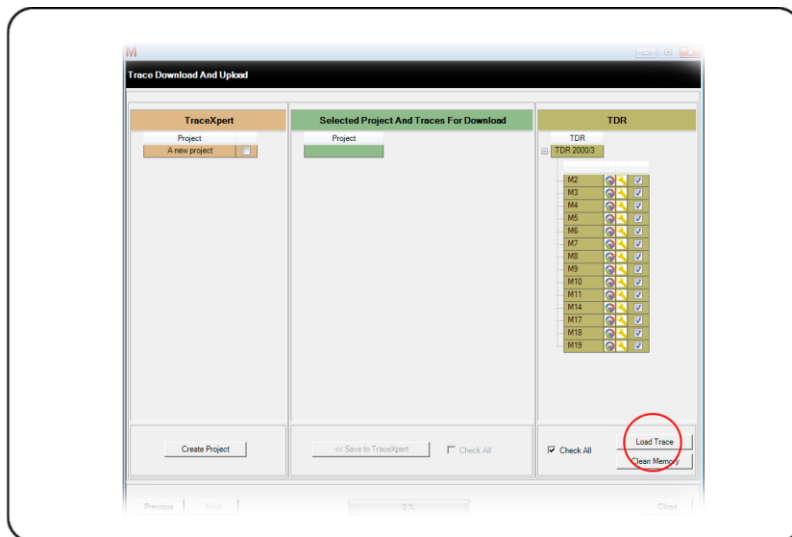 M
Trace Download And Upload
TraceXpert
Selected Project And Traces For Download
TDR
Project
Project
TDR
A new project
TDR 2000/3
M2
M3
M4
M5
M6
M7
M8
M9
M10
M11
M14
M17
M18
M19
Create Project
<< Save to TraceXpert
Check All
Check All
Load Trace
Clean Memory
Previous
Next
0 %
Close